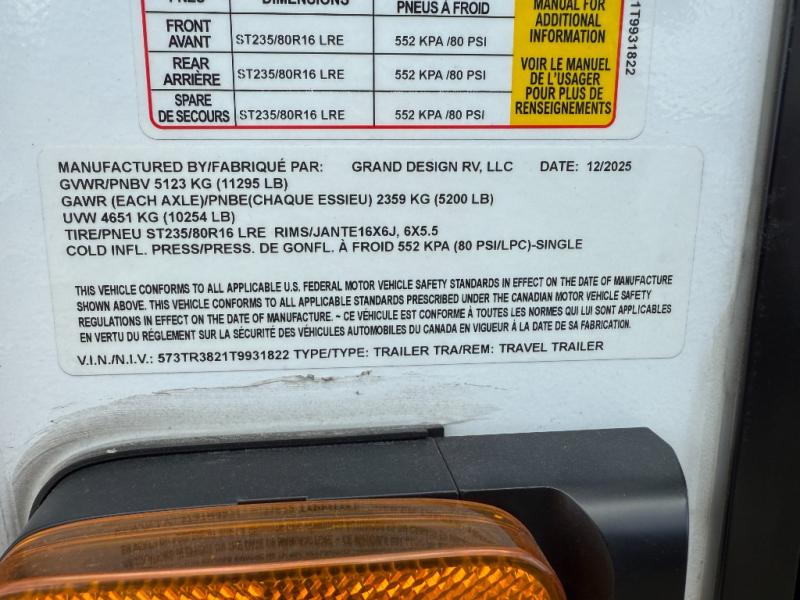 DIMENSIONS
PNEUS À FROID
MANUAL FOR
ADDITIONAL
INFORMATION
FRONT
AVANT
ST235/80R16 LRE
552 KPA /80 PSI
REAR
ARRIÈRE
ST235/80R16 LRE
552 KPA /80 PSI
SPARE
DE SECOURS
ST235/80R16 LRE
552 KPA /80 PSI
VOIR LE MANUEL
DE L'USAGER
POUR PLUS DE
RENSEIGNEMENTS
1T9931822
MANUFACTURED BY/FABRIQUÉ PAR: GRAND DESIGN RV, LLC DATE: 12/2025
GVWR/PNBV 5123 KG (11295 LB)
GAWR (EACH AXLE)/PNBE(CHAQUE ESSIEU) 2359 KG (5200 LB)
UVW 4651 KG (10254 LB)
TIRE/PNEU ST235/80R16 LRE RIMS/JANTE16X6J, 6X5.5
COLD INFL. PRESS/PRESS. DE GONFL. À FROID 552 KPA (80 PSI/LPC)-SINGLE
THIS VEHICLE CONFORMS TO ALL APPLICABLE U.S. FEDERAL MOTOR VEHICLE SAFETY STANDARDS IN EFFECT ON THE DATE OF MANUFACTURE
SHOWN ABOVE. THIS VEHICLE CONFORMS TO ALL APPLICABLE STANDARDS PRESCRIBED UNDER THE CANADIAN MOTOR VEHICLE SAFETY
REGULATIONS IN EFFECT ON THE DATE OF MANUFACTURE. ~ CE VÉHICULE EST CONFORME À TOUTES LES NORMES QUI LUI SONT APPLICABLES
EN VERTU DU RÉGLEMENT SUR LA SÉCURITÉ DES VÉHICULES AUTOMOBILES DU CANADA EN VIGUEUR À LA DATE DE SA FABRICATION.
V.I.N./N.I.V.: 573TR3821T9931822 TYPE/TYPE: TRAILER TRA/REM: TRAVEL TRAILER